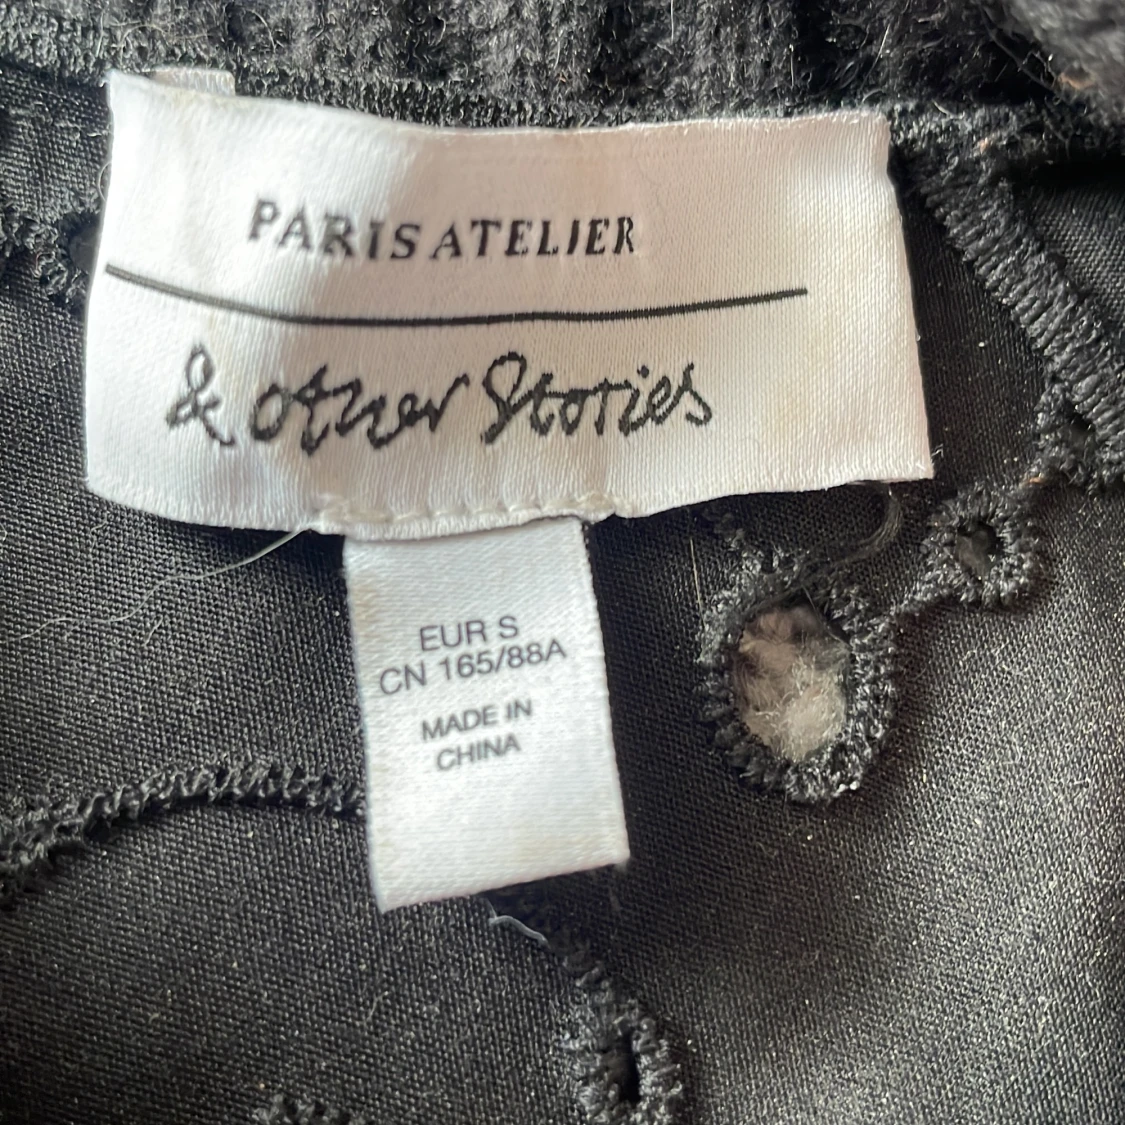 PARIS ATELIER
& other Stories
EUR S
CN 165/88A
MADE IN
CHINA